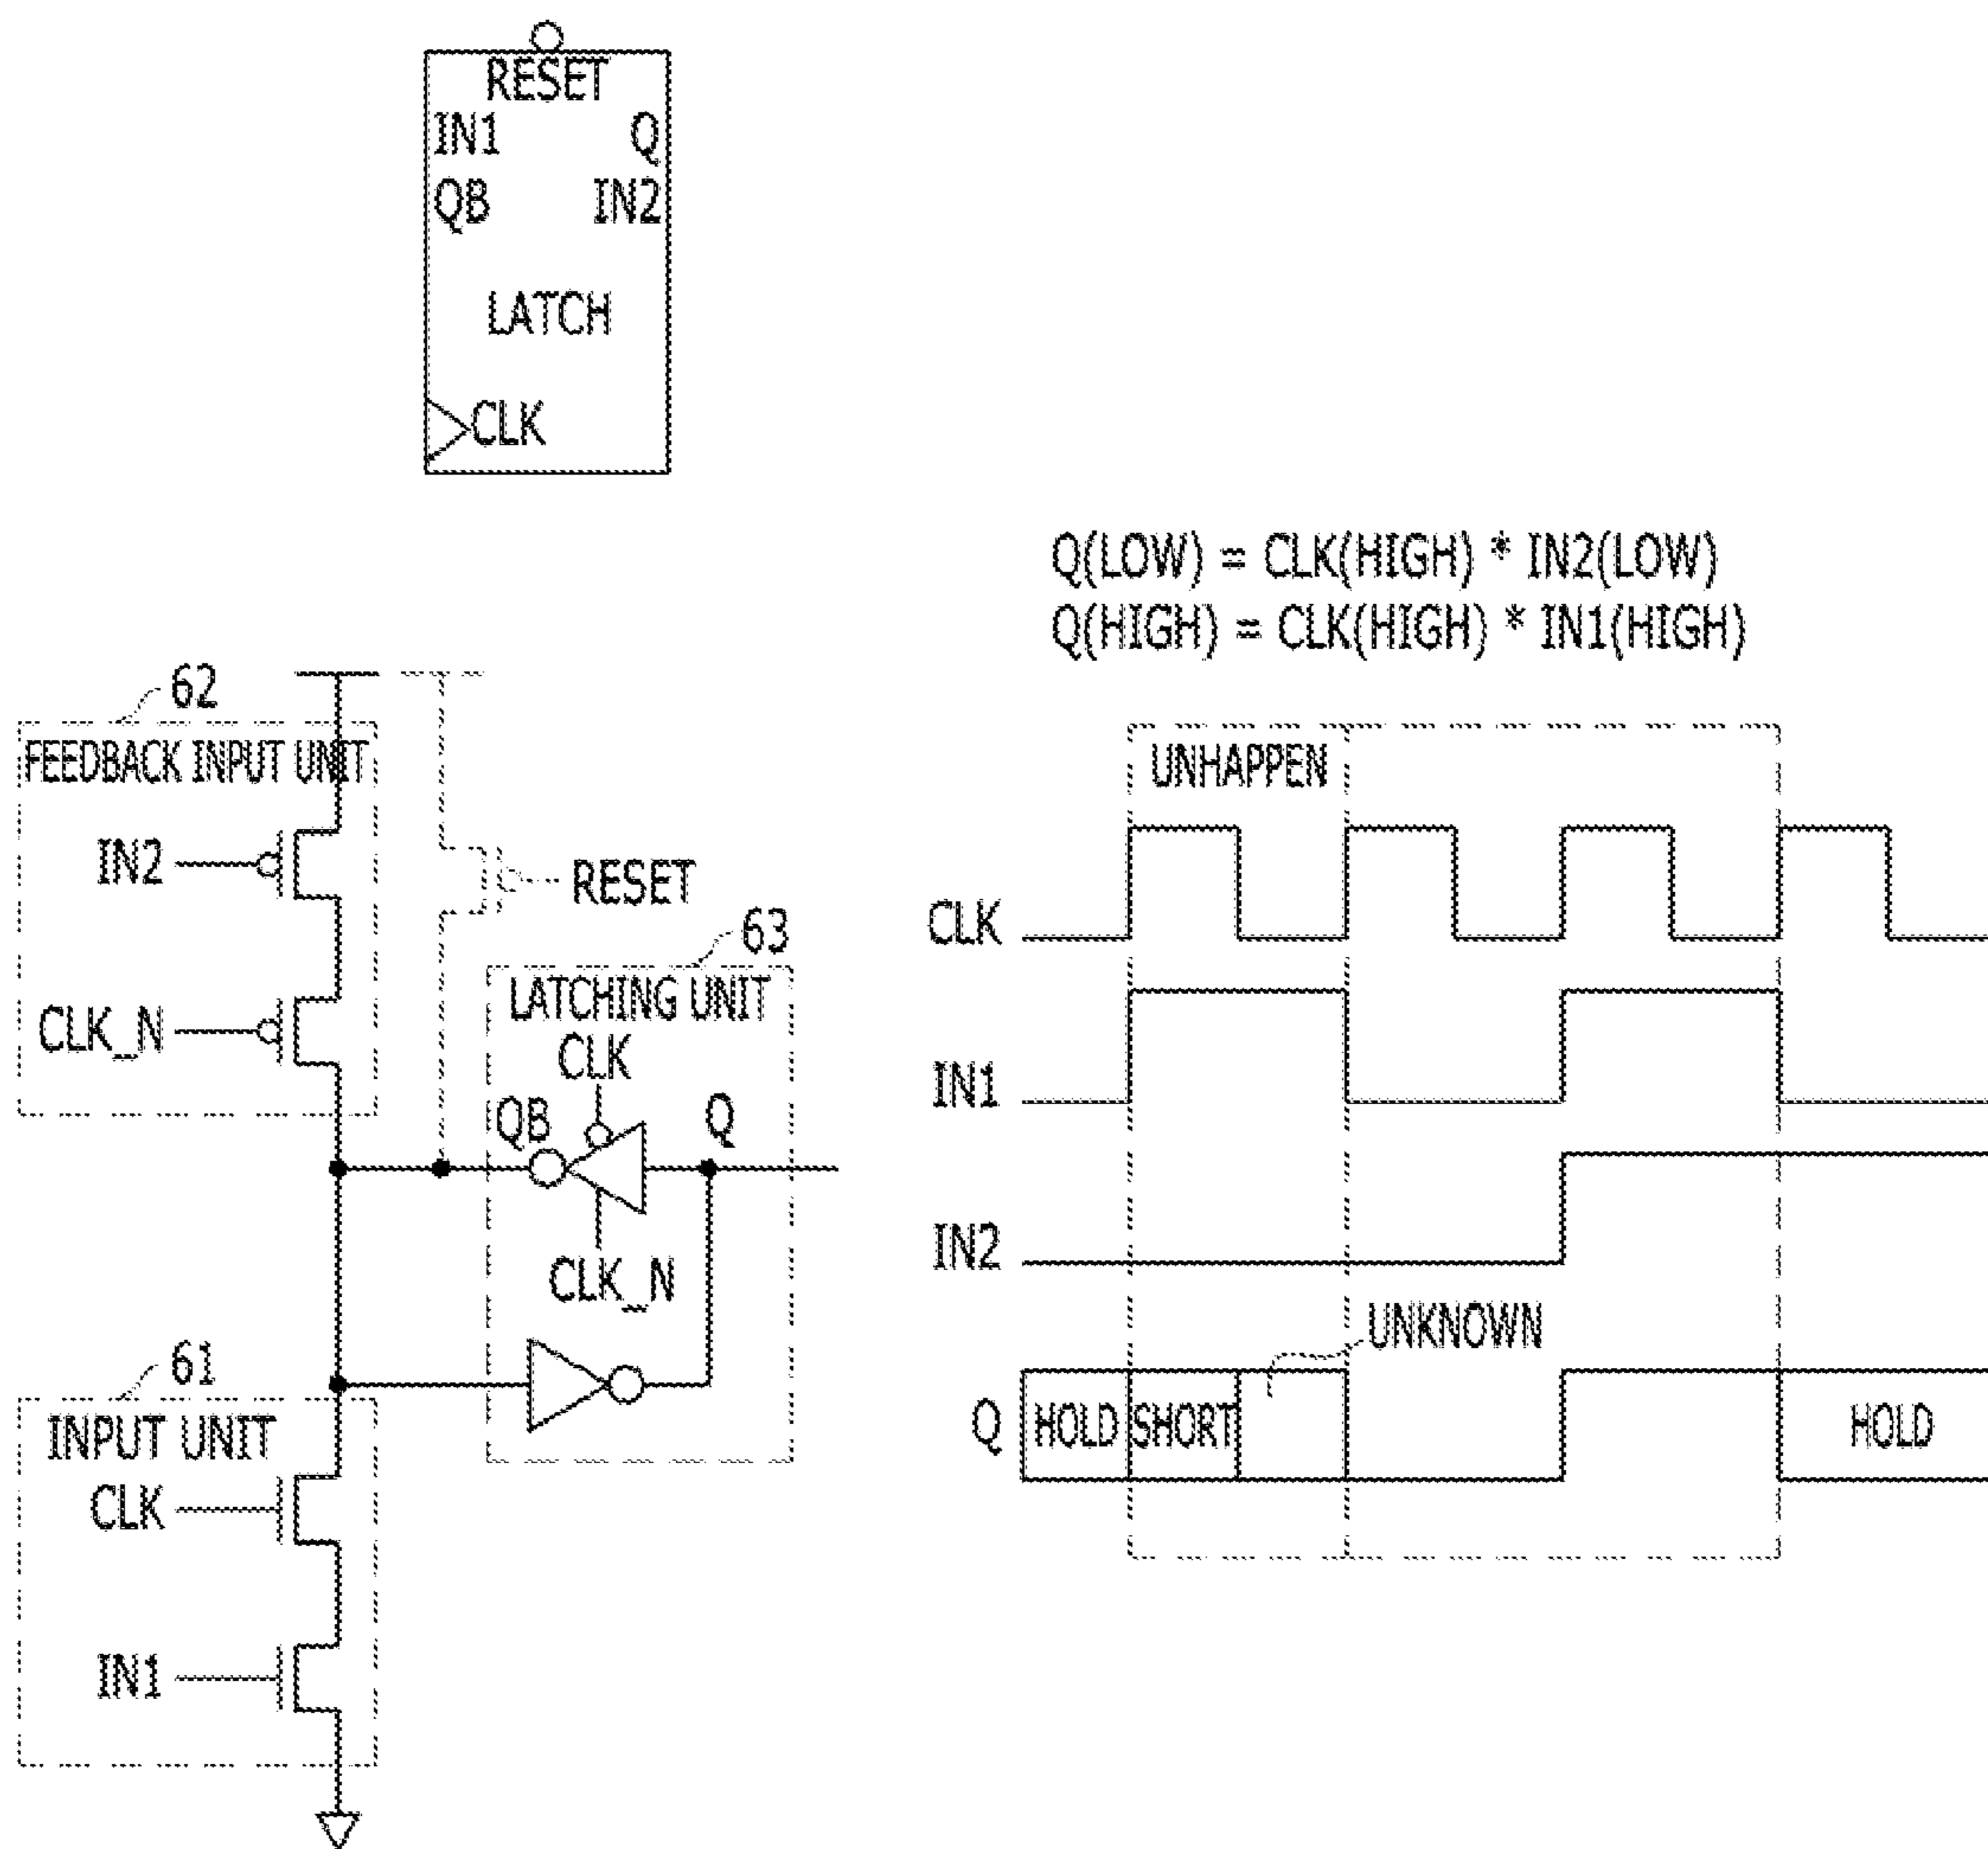 RESET
IN1 Q
QB IN2
LATCH
CLK
Q(LOW) = CLK(HIGH) * IN2(LOW)
Q(HIGH) = CLK(HIGH) * IN1(HIGH)
62
FEEDBACK INPUT UNIT
IN2
CLK_N
RESET
63
LATCHING UNIT
CLK
QB
Q
CLK_N
61
INPUT UNIT
CLK
IN1
UNHAPPEN
CLK
IN1
IN2
UNKNOWN
Q
HOLD
SHORT
HOLD